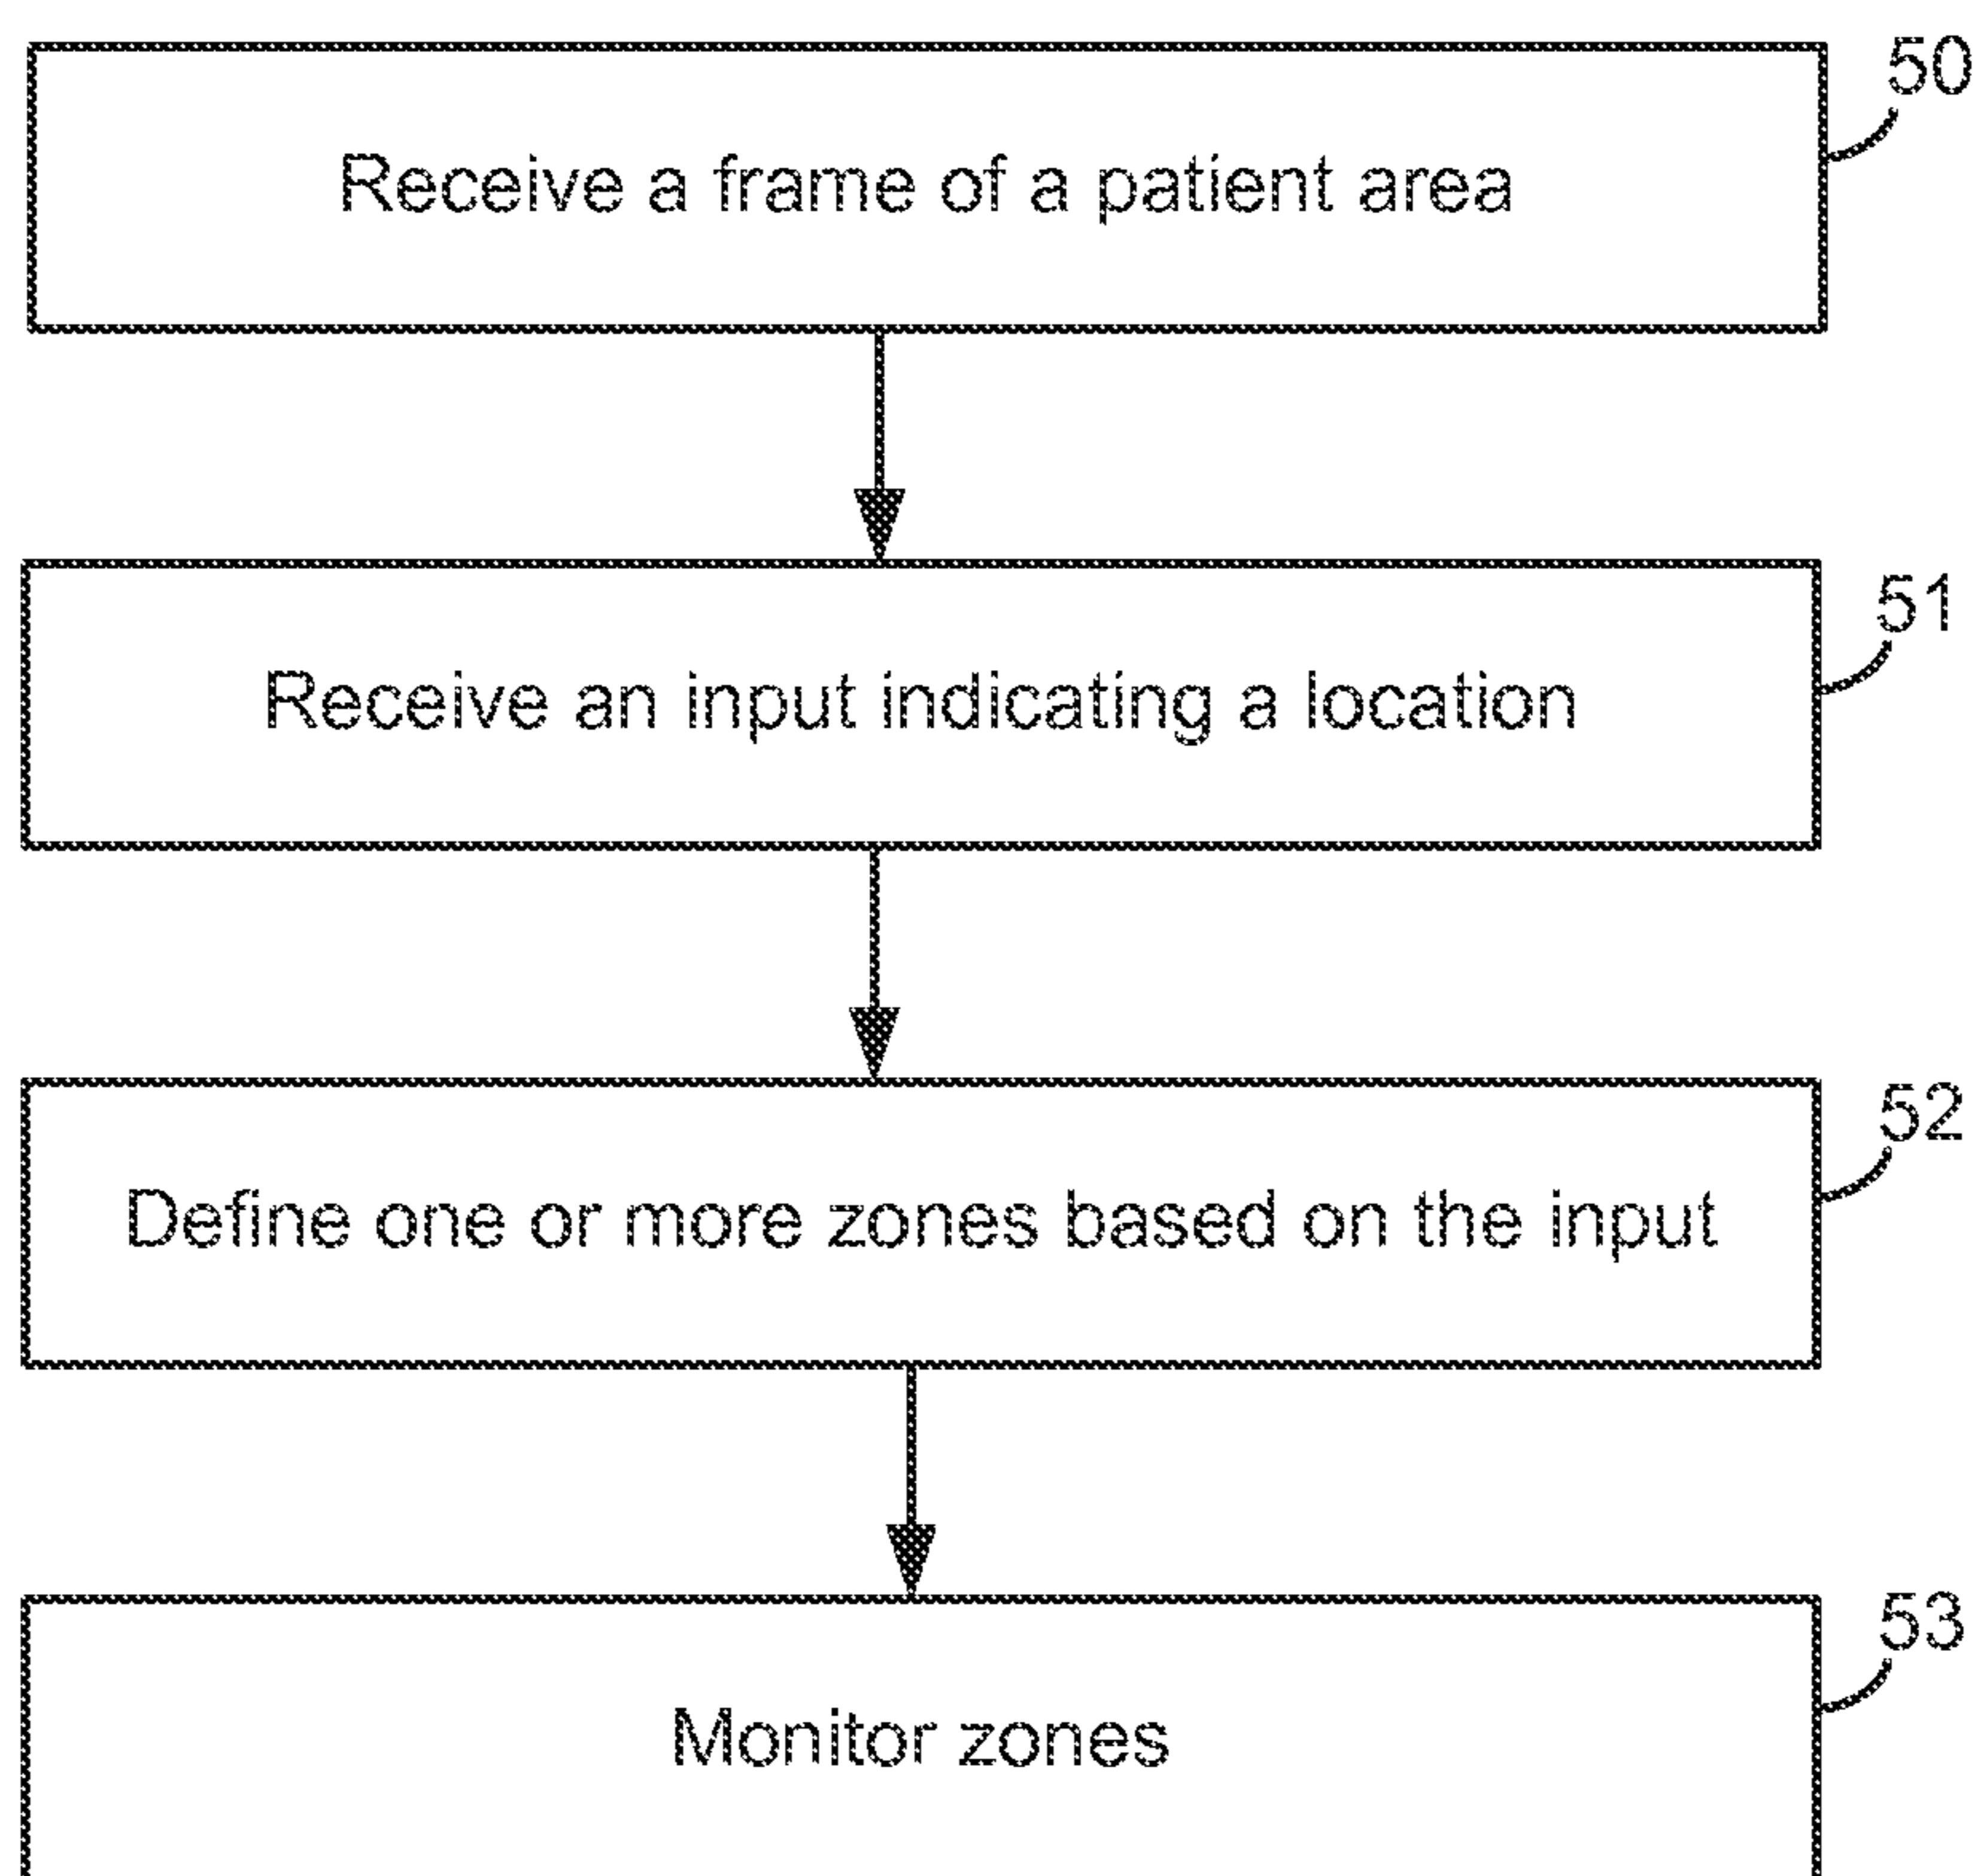 50
Receive a frame of a patient area
51
Receive an input indicating a location
52
Define one or more zones based on the input
53
Monitor zones